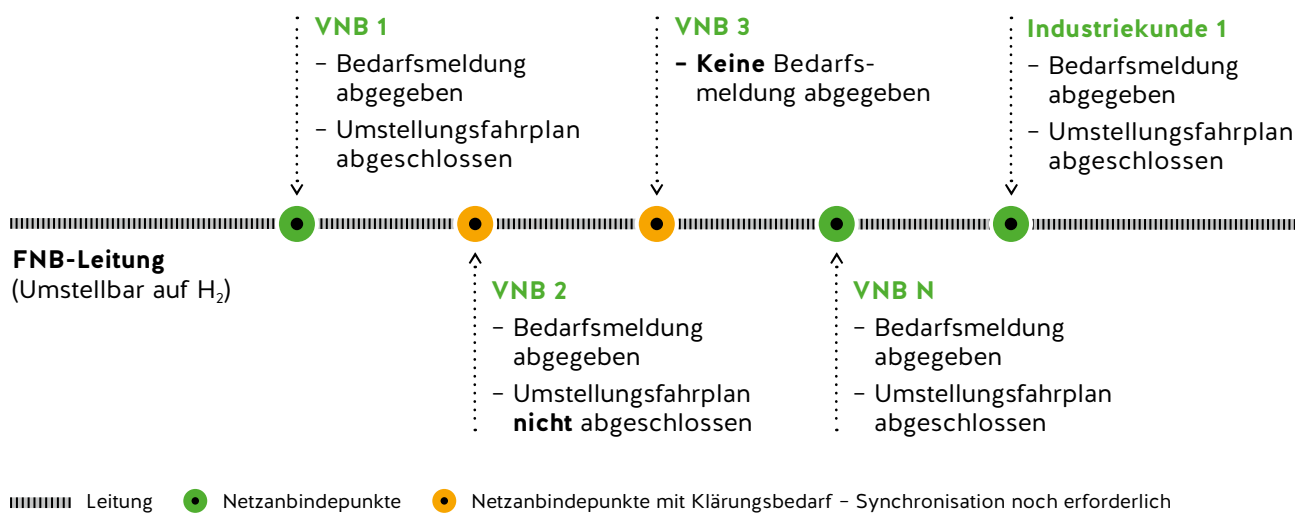 VNB 1
– Bedarfsmeldung
abgegeben
– Umstellungsfahrplan
abgeschlossen
VNB 3
– Keine Bedarfs-
meldung abgegeben
Industriekunde 1
– Bedarfsmeldung
abgegeben
– Umstellungsfahrplan
abgeschlossen
FNB-Leitung
(Umstellbar auf H₂)
VNB 2
– Bedarfsmeldung
abgegeben
– Umstellungsfahrplan
nicht abgeschlossen
VNB N
– Bedarfsmeldung
abgegeben
– Umstellungsfahrplan
abgeschlossen
Leitung
Netzanbindepunkte
Netzanbindepunkte mit Klärungsbedarf – Synchronisation noch erforderlich